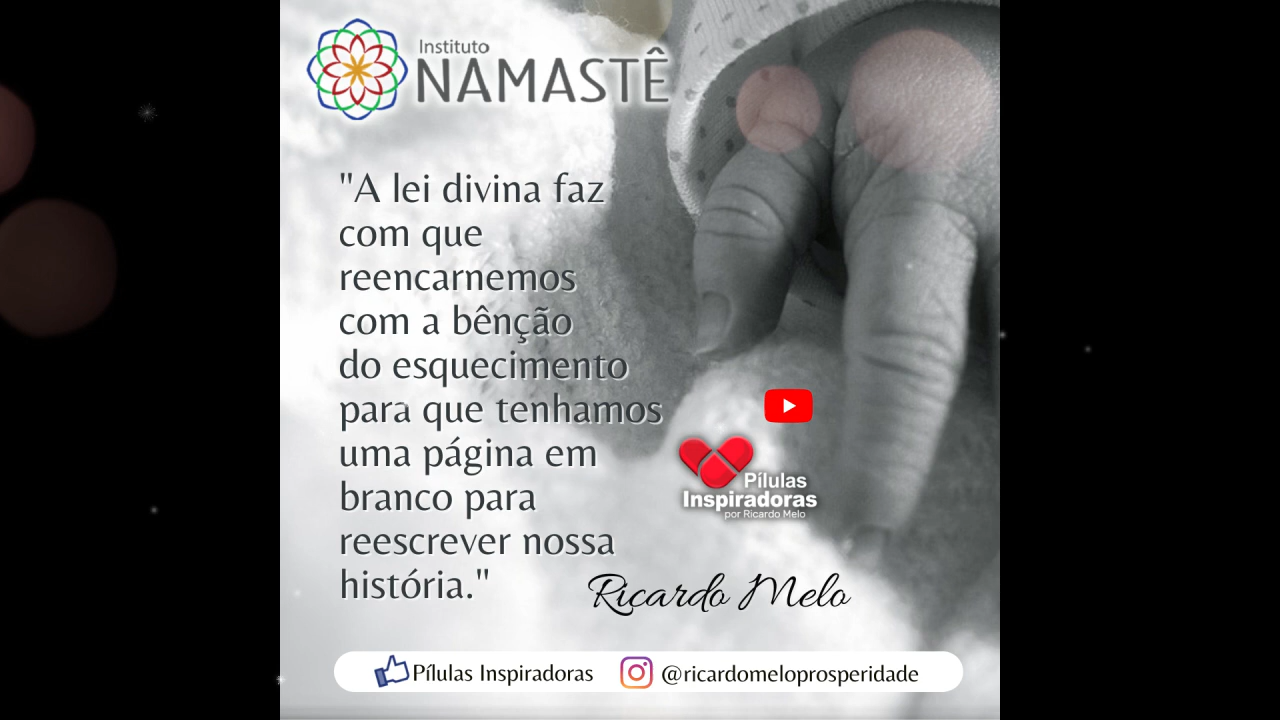 Instituto
NAMASTÊ
"A lei divina faz
com que
reencarnemos
com a bênção
do esquecimento
para que tenhamos
uma página em
branco para
reescrever nossa
história."
Pílulas
Inspiradoras
por Ricardo Melo
Ricardo Melo
Pílulas Inspiradoras @ricardomeloprosperidade